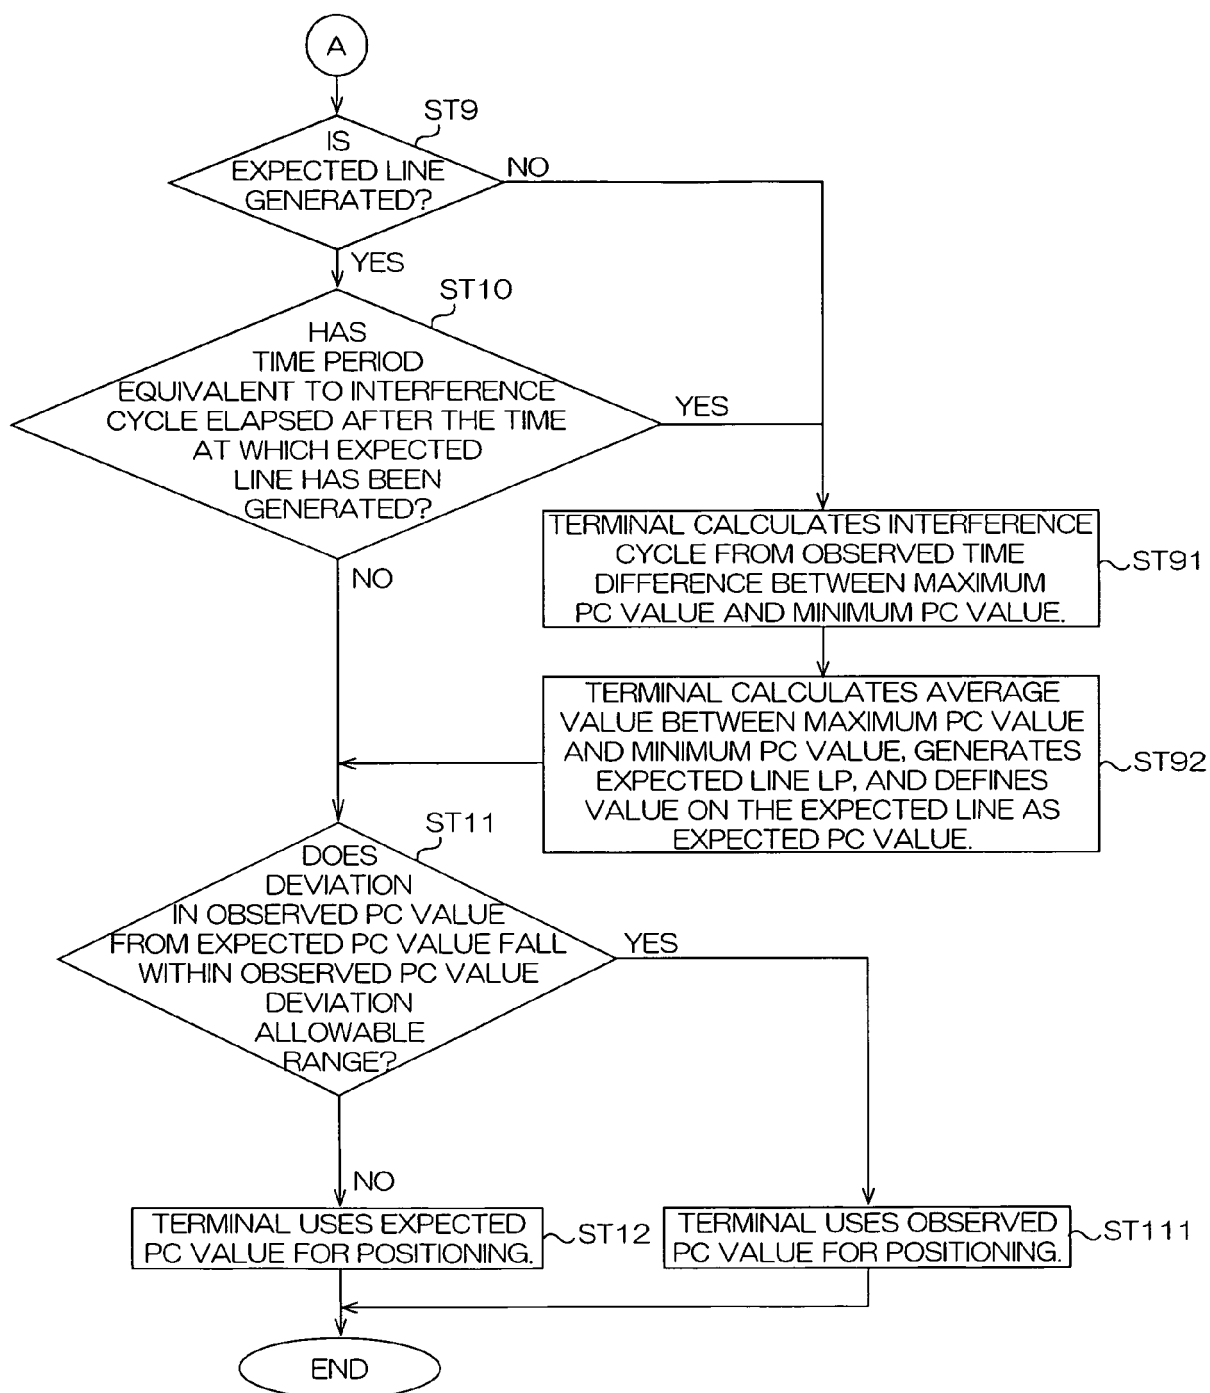 A
ST9
IS
EXPECTED LINE
GENERATED?
NO
YES
ST10
HAS
TIME PERIOD
EQUIVALENT TO INTERFERENCE
CYCLE ELAPSED AFTER THE TIME
AT WHICH EXPECTED
LINE HAS BEEN
GENERATED?
YES
NO
TERMINAL CALCULATES INTERFERENCE
CYCLE FROM OBSERVED TIME
DIFFERENCE BETWEEN MAXIMUM
PC VALUE AND MINIMUM PC VALUE.
ST91
TERMINAL CALCULATES AVERAGE
VALUE BETWEEN MAXIMUM PC VALUE
AND MINIMUM PC VALUE, GENERATES
EXPECTED LINE LP, AND DEFINES
VALUE ON THE EXPECTED LINE AS
EXPECTED PC VALUE.
ST92
ST11
DOES
DEVIATION
IN OBSERVED PC VALUE
FROM EXPECTED PC VALUE FALL
WITHIN OBSERVED PC VALUE
DEVIATION
ALLOWABLE
RANGE?
YES
NO
TERMINAL USES EXPECTED
PC VALUE FOR POSITIONING.
ST12
TERMINAL USES OBSERVED
PC VALUE FOR POSITIONING.
ST111
END